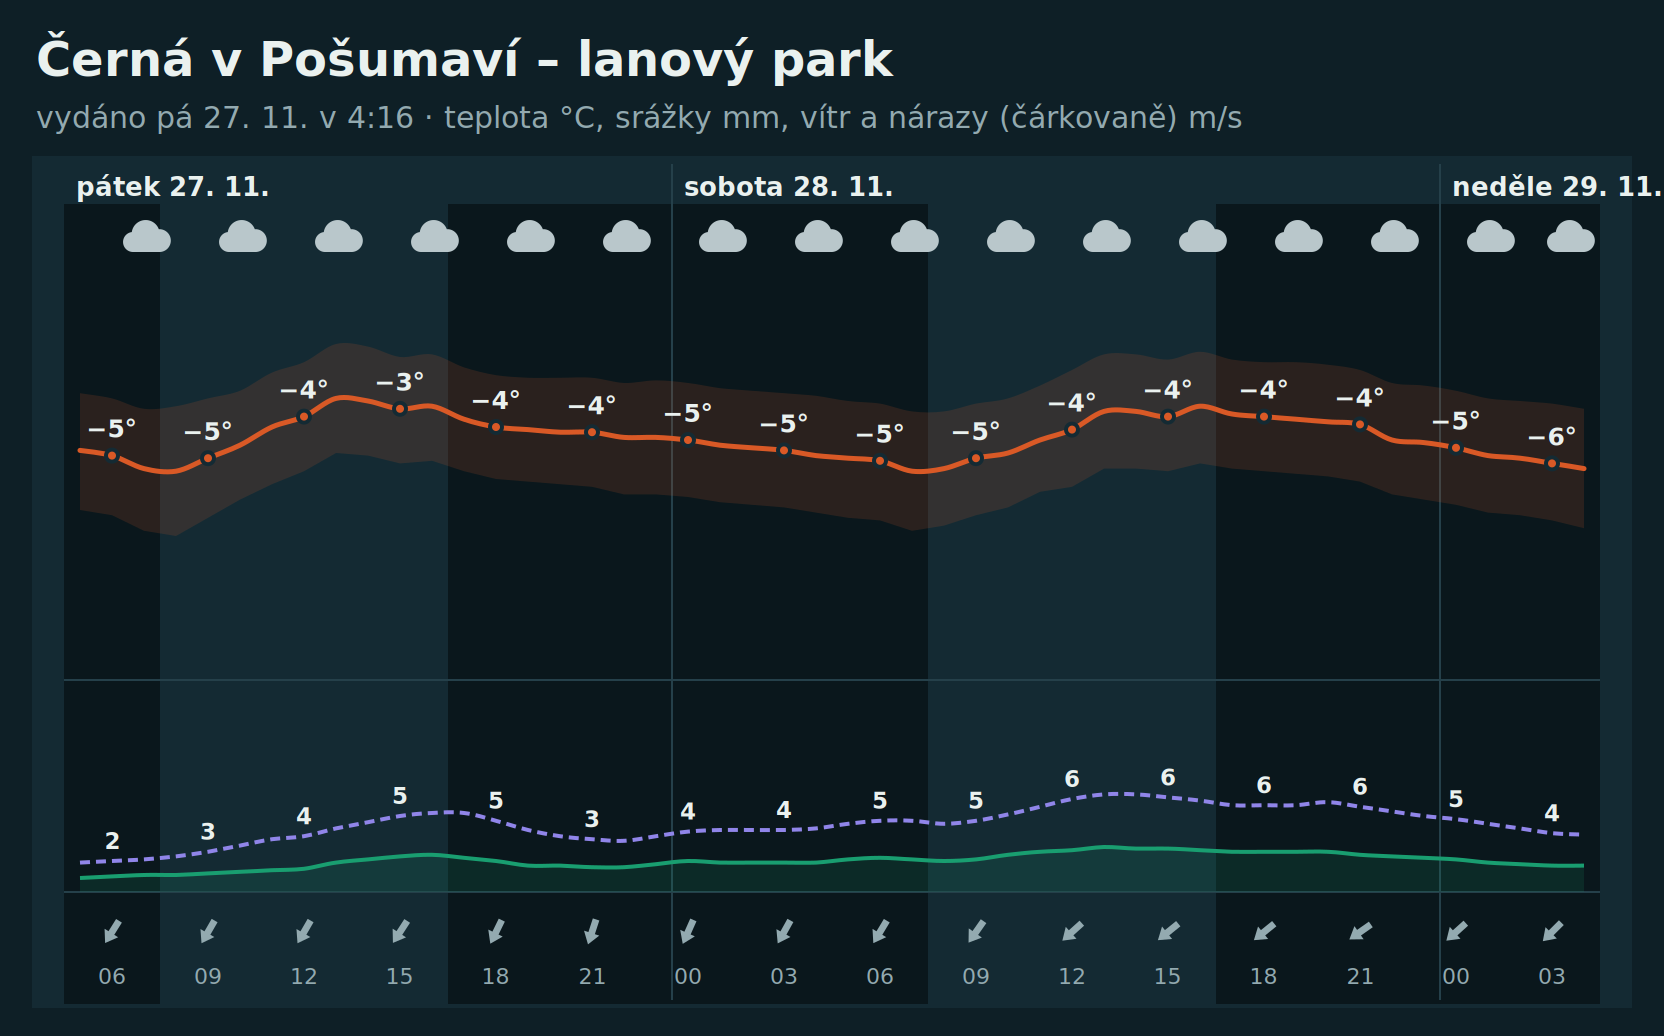 Černá v Pošumaví – lanový park
vydáno pá 27. 11. v 4:16 · teplota °C, srážky mm, vítr a nárazy (čárkovaně) m/s
pátek 27. 11. sobota 28. 11. neděle 29. 11.
−5° −5° −4° −3° −4° −4° −5° −5° −5° −5° −4° −4° −4° −4° −5° −6°
2 3 4 5 5 3 4 4 5 5 6 6 6 6 5 4
06 09 12 15 18 21 00 03 06 09 12 15 18 21 00 03